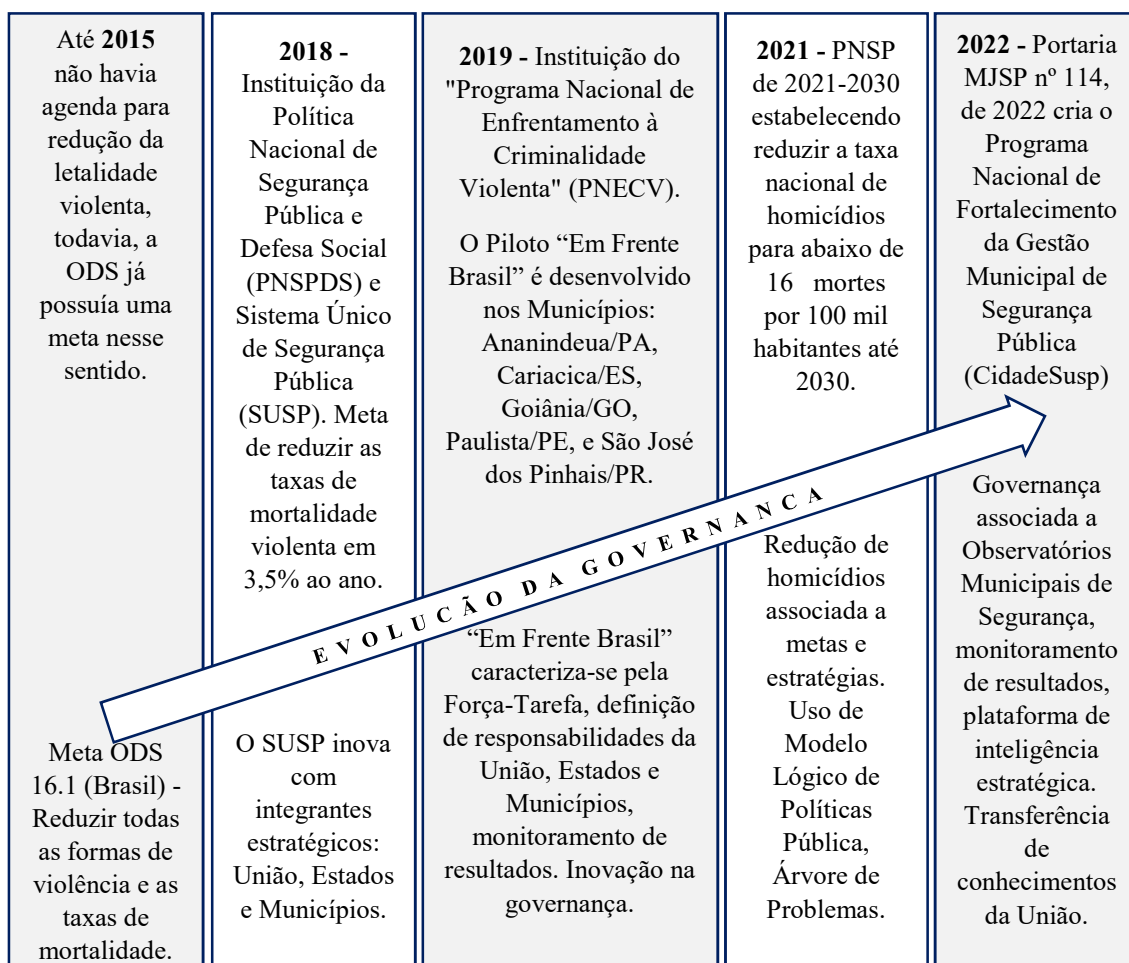 Até 2015
não havia
agenda para
redução da
letalidade
violenta,
todavia, a
ODS já
possuía uma
meta nesse
sentido.
Meta ODS
16.1 (Brasil) -
Reduzir todas
as formas de
violência e as
taxas de
mortalidade.
2018 -
Instituição da
Política
Nacional de
Segurança
Pública e
Defesa Social
(PNSPDS) e
Sistema Único
de Segurança
Pública
(SUSP). Meta
de reduzir as
taxas de
mortalidade
violenta em
3,5% ao ano.
O SUSP inova
com
integrantes
estratégicos:
União, Estados
e Municípios.
2019 - Instituição do
"Programa Nacional de
Enfrentamento à
Criminalidade
Violenta" (PNECV).
O Piloto “Em Frente
Brasil” é desenvolvido
nos Municípios:
Ananindeua/PA,
Cariacica/ES,
Goiânia/GO,
Paulista/PE, e São José
dos Pinhais/PR.
“Em Frente Brasil”
caracteriza-se pela
Força-Tarefa, definição
de responsabilidades da
União, Estados e
Municípios,
monitoramento de
resultados. Inovação na
governança.
2021 - PNSP
de 2021-2030
estabelecendo
reduzir a taxa
nacional de
homicídios
para abaixo de
16 mortes
por 100 mil
habitantes até
2030.
Redução de
homicídios
associada a
metas e
estratégias.
Uso de
Modelo
Lógico de
Políticas
Pública,
Árvore de
Problemas.
2022 - Portaria
MJSP nº 114,
de 2022 cria o
Programa
Nacional de
Fortalecimento
da Gestão
Municipal de
Segurança
Pública
(CidadeSusp)
Governança
associada a
Observatórios
Municipais de
Segurança,
monitoramento
de resultados,
plataforma de
inteligência
estratégica.
Transferência
de
conhecimentos
da União.
EVOLUCÃO DA GOVERNANCA